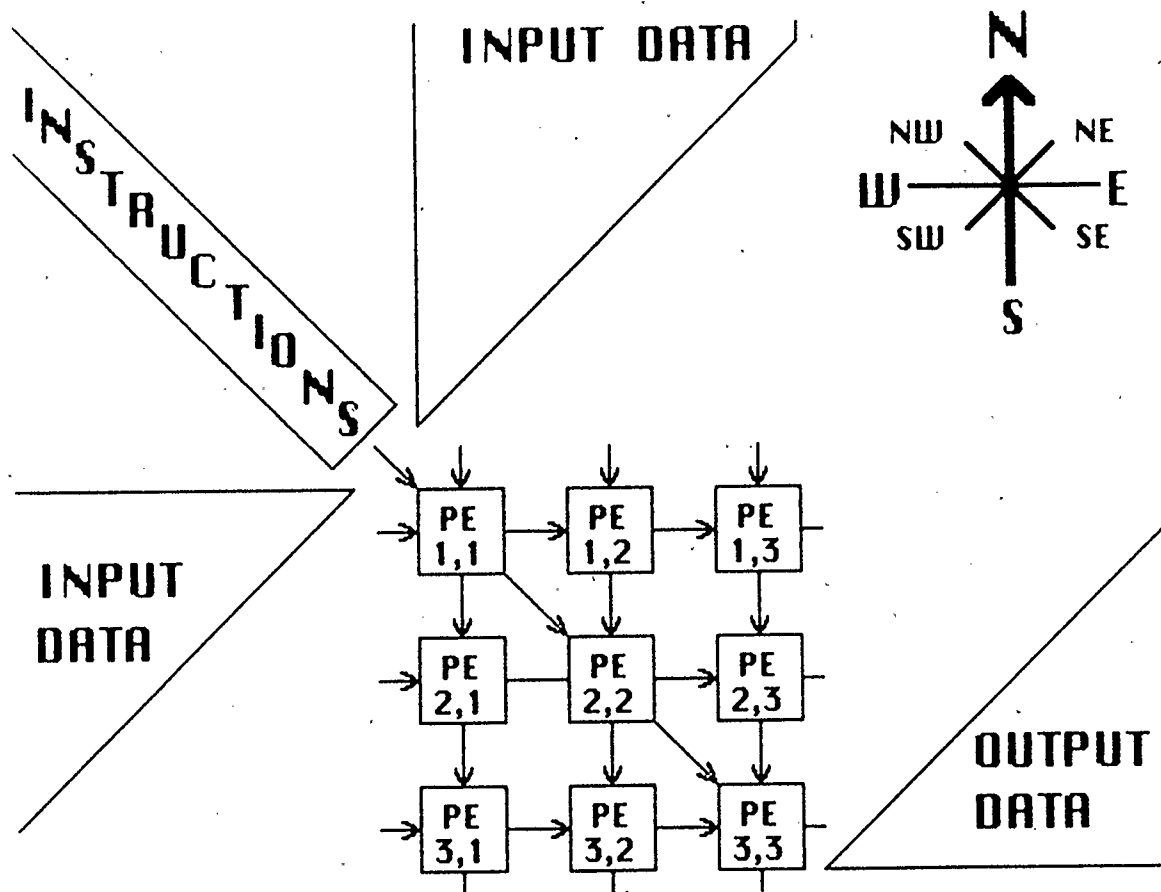 INPUT DATA
INSTRUCTIONS
N
NW
NE
W
E
SW
SE
S
INPUT
DATA
PE
1,1
PE
1,2
PE
1,3
PE
2,1
PE
2,2
PE
2,3
PE
3,1
PE
3,2
PE
3,3
OUTPUT
DATA